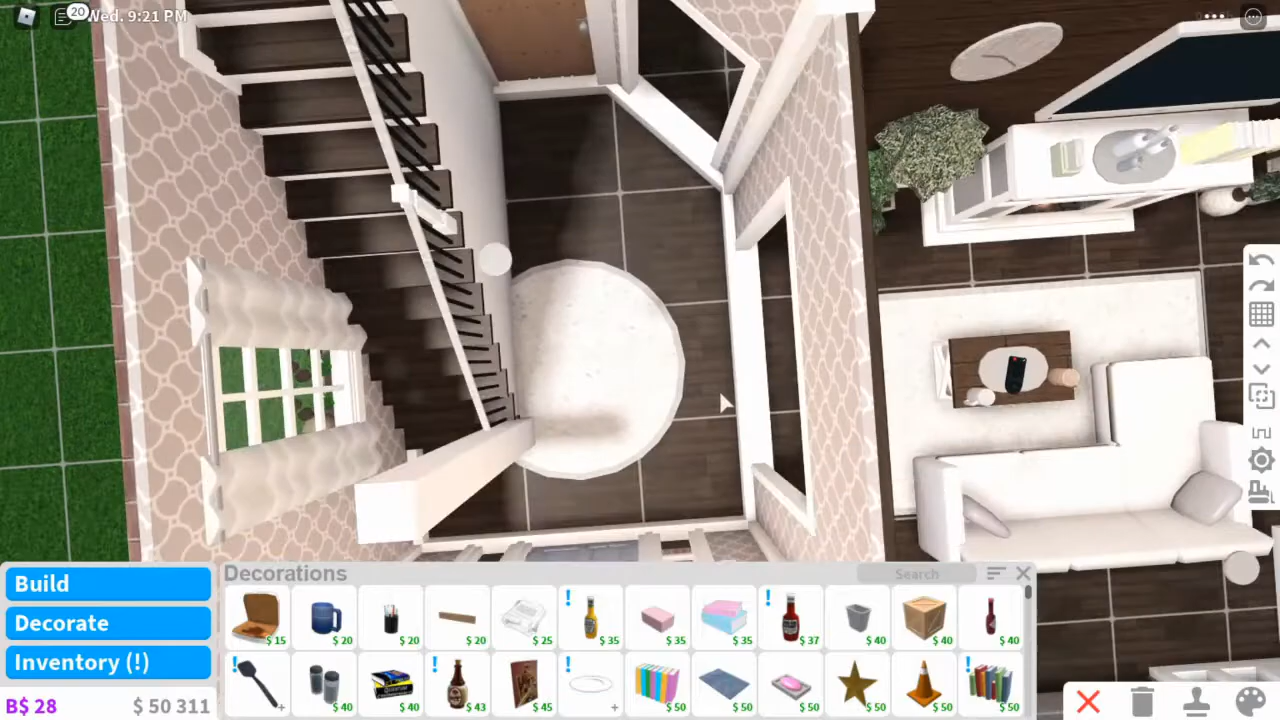 20
Wed. 9:21 PM
Build
Decorate
Inventory (!)
B$ 28
$ 50 311
Decorations
Search
$ 15
$ 20
$ 20
$ 20
$ 25
! $ 35
$ 35
$ 35
! $ 37
$ 40
$ 40
$ 40
! +
$ 40
$ 40
! $ 43
$ 45
! +
$ 50
$ 50
$ 50
$ 50
$ 50
! $ 50